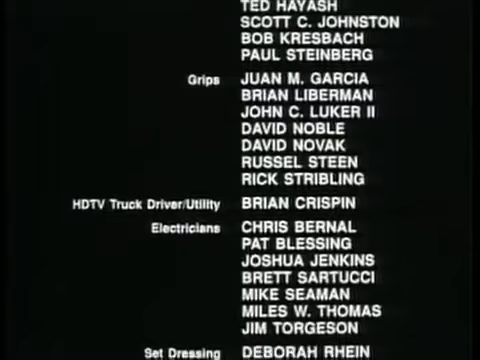 TED HAYASH
SCOTT C. JOHNSTON
BOB KRESBACH
PAUL STEINBERG
Grips JUAN M. GARCIA
BRIAN LIBERMAN
JOHN C. LUKER II
DAVID NOBLE
DAVID NOVAK
RUSSEL STEEN
RICK STRIBLING
HDTV Truck Driver/Utility BRIAN CRISPIN
Electricians CHRIS BERNAL
PAT BLESSING
JOSHUA JENKINS
BRETT SARTUCCI
MIKE SEAMAN
MILES W. THOMAS
JIM TORGESON
Set Dressing DEBORAH RHEIN